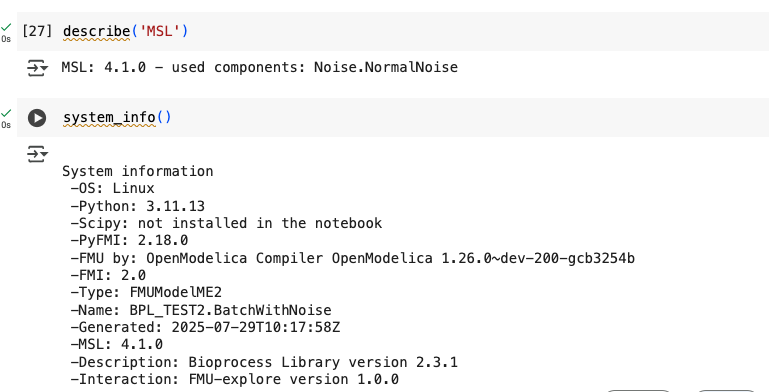 [27] describe('MSL')
0s
MSL: 4.1.0 - used components: Noise.NormalNoise
system_info()
0s
System information
-OS: Linux
-Python: 3.11.13
-Scipy: not installed in the notebook
-PyFMI: 2.18.0
-FMU by: OpenModelica Compiler OpenModelica 1.26.0~dev-200-gcb3254b
-FMI: 2.0
-Type: FMUModelME2
-Name: BPL_TEST2.BatchWithNoise
-Generated: 2025-07-29T10:17:58Z
-MSL: 4.1.0
-Description: Bioprocess Library version 2.3.1
-Interaction: FMU-explore version 1.0.0